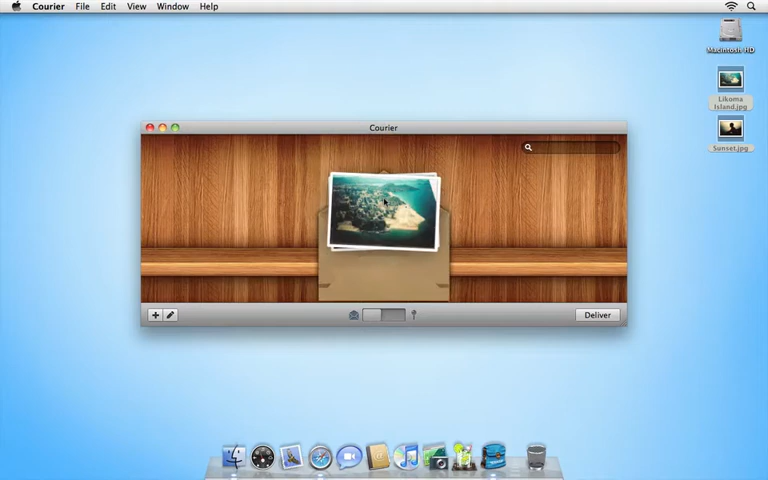 Courier File Edit View Window Help
Macintosh HD
Likoma
Island.jpg
Sunset.jpg
Courier
Deliver